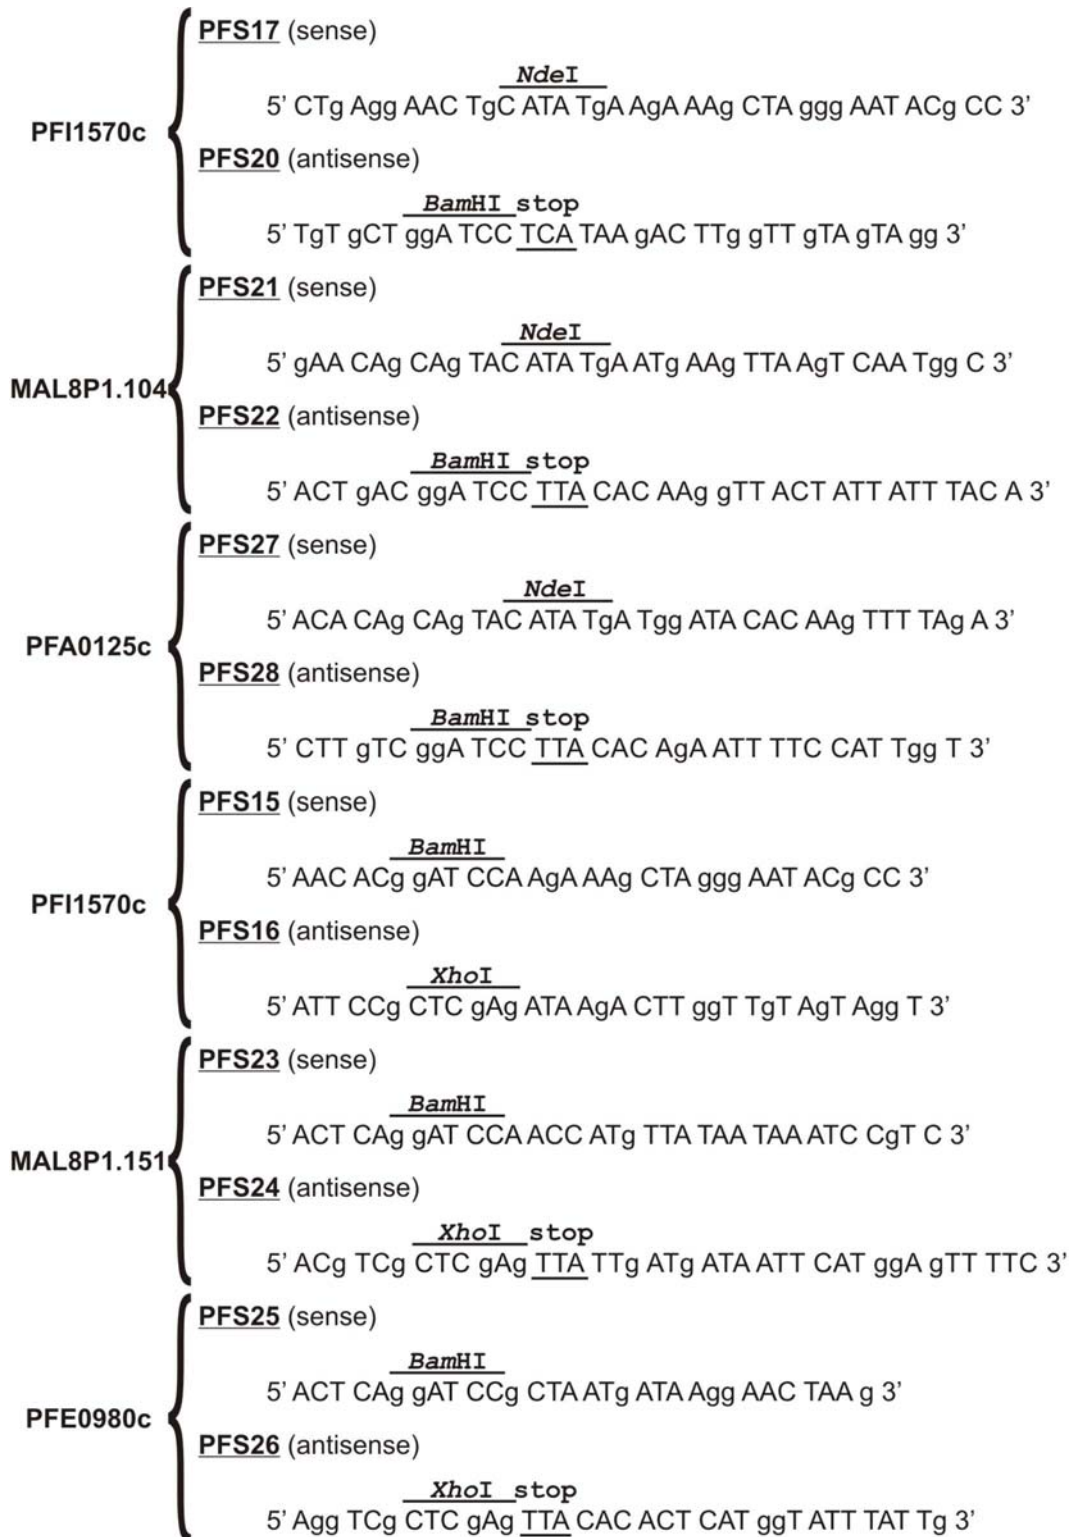 PFS17 (sense)
NdeI
5' CTg Agg AAC TgC ATA TgA AgA AAg CTA ggg AAT ACg CC 3'
PFI1570c
PFS20 (antisense)
BamHI stop
5' TgT gCT ggA TCC TCA TAA gAC TTg gTT gTA gTA gg 3'
PFS21 (sense)
NdeI
5' gAA CAg CAg TAC ATA TgA ATg AAg TTA AgT CAA Tgg C 3'
MAL8P1.104
PFS22 (antisense)
BamHI stop
5' ACT gAC ggA TCC TTA CAC AAg gTT ACT ATT ATT TAC A 3'
PFS27 (sense)
NdeI
5' ACA CAg CAg TAC ATA TgA Tgg ATA CAC AAg TTT TAg A 3'
PFA0125c
PFS28 (antisense)
BamHI stop
5' CTT gTC ggA TCC TTA CAC AgA ATT TTC CAT Tgg T 3'
PFS15 (sense)
BamHI
5' AAC ACg gAT CCA AgA AAg CTA ggg AAT ACg CC 3'
PFI1570c
PFS16 (antisense)
XhoI
5' ATT CCg CTC gAg ATA AgA CTT ggT TgT AgT Agg T 3'
PFS23 (sense)
BamHI
5' ACT CAg gAT CCA ACC ATg TTA TAA TAA ATC CgT C 3'
MAL8P1.151
PFS24 (antisense)
XhoI stop
5' ACg TCg CTC gAg TTA TTg ATg ATA ATT CAT ggA gTT TTC 3'
PFS25 (sense)
BamHI
5' ACT CAg gAT CCg CTA ATg ATA Agg AAC TAA g 3'
PFE0980c
PFS26 (antisense)
XhoI stop
5' Agg TCg CTC gAg TTA CAC ACT CAT ggT ATT TAT Tg 3'